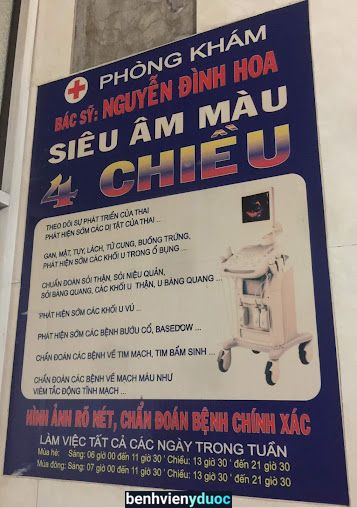 PHÒNG KHÁM
BÁC SỸ: NGUYỄN ĐÌNH HOA
SIÊU ÂM MÀU
4 CHIỀU
THEO DÕI SỰ PHÁT TRIỂN CỦA THAI
PHÁT HIỆN SỚM CÁC DỊ TẬT CỦA THAI ...
GAN, MẬT, TỤY, LÁCH, TỬ CUNG, BUỒNG TRỨNG,
PHÁT HIỆN SỚM CÁC KHỐI U TRONG Ổ BỤNG ...
CHUẨN ĐOÁN SỎI THẬN, SỎI NIỆU QUẢN,
SỎI BÀNG QUANG, CÁC KHỐI U THẬN, U BÀNG QUANG ...
PHÁT SỚM CÁC KHỐI U VÚ ...
PHÁT HIỆN SỚM CÁC BỆNH BƯỚU CỔ, BASEDOW ...
CHẨN ĐOÁN CÁC BỆNH VỀ TIM MẠCH, TIM BẨM SINH ...
CHẨN ĐOÁN CÁC BỆNH VỀ MẠCH MÁU NHƯ
VIÊM TẮC ĐỘNG TĨNH MẠCH ...
HÌNH ẢNH RÕ NÉT, CHẨN ĐOÁN BỆNH CHÍNH XÁC
LÀM VIỆC TẤT CẢ CÁC NGÀY TRONG TUẦN
Mùa hè: Sáng: 06 giờ 00 đến 11 giờ 30 ' Chiều: 13 giờ 30 ' đến 21 giờ 30
Mùa đông: Sáng: 07 giờ 00 đến 11 giờ 30 ' Chiều: 13 giờ 30 ' đến 21 giờ 30
benhvienyduoc